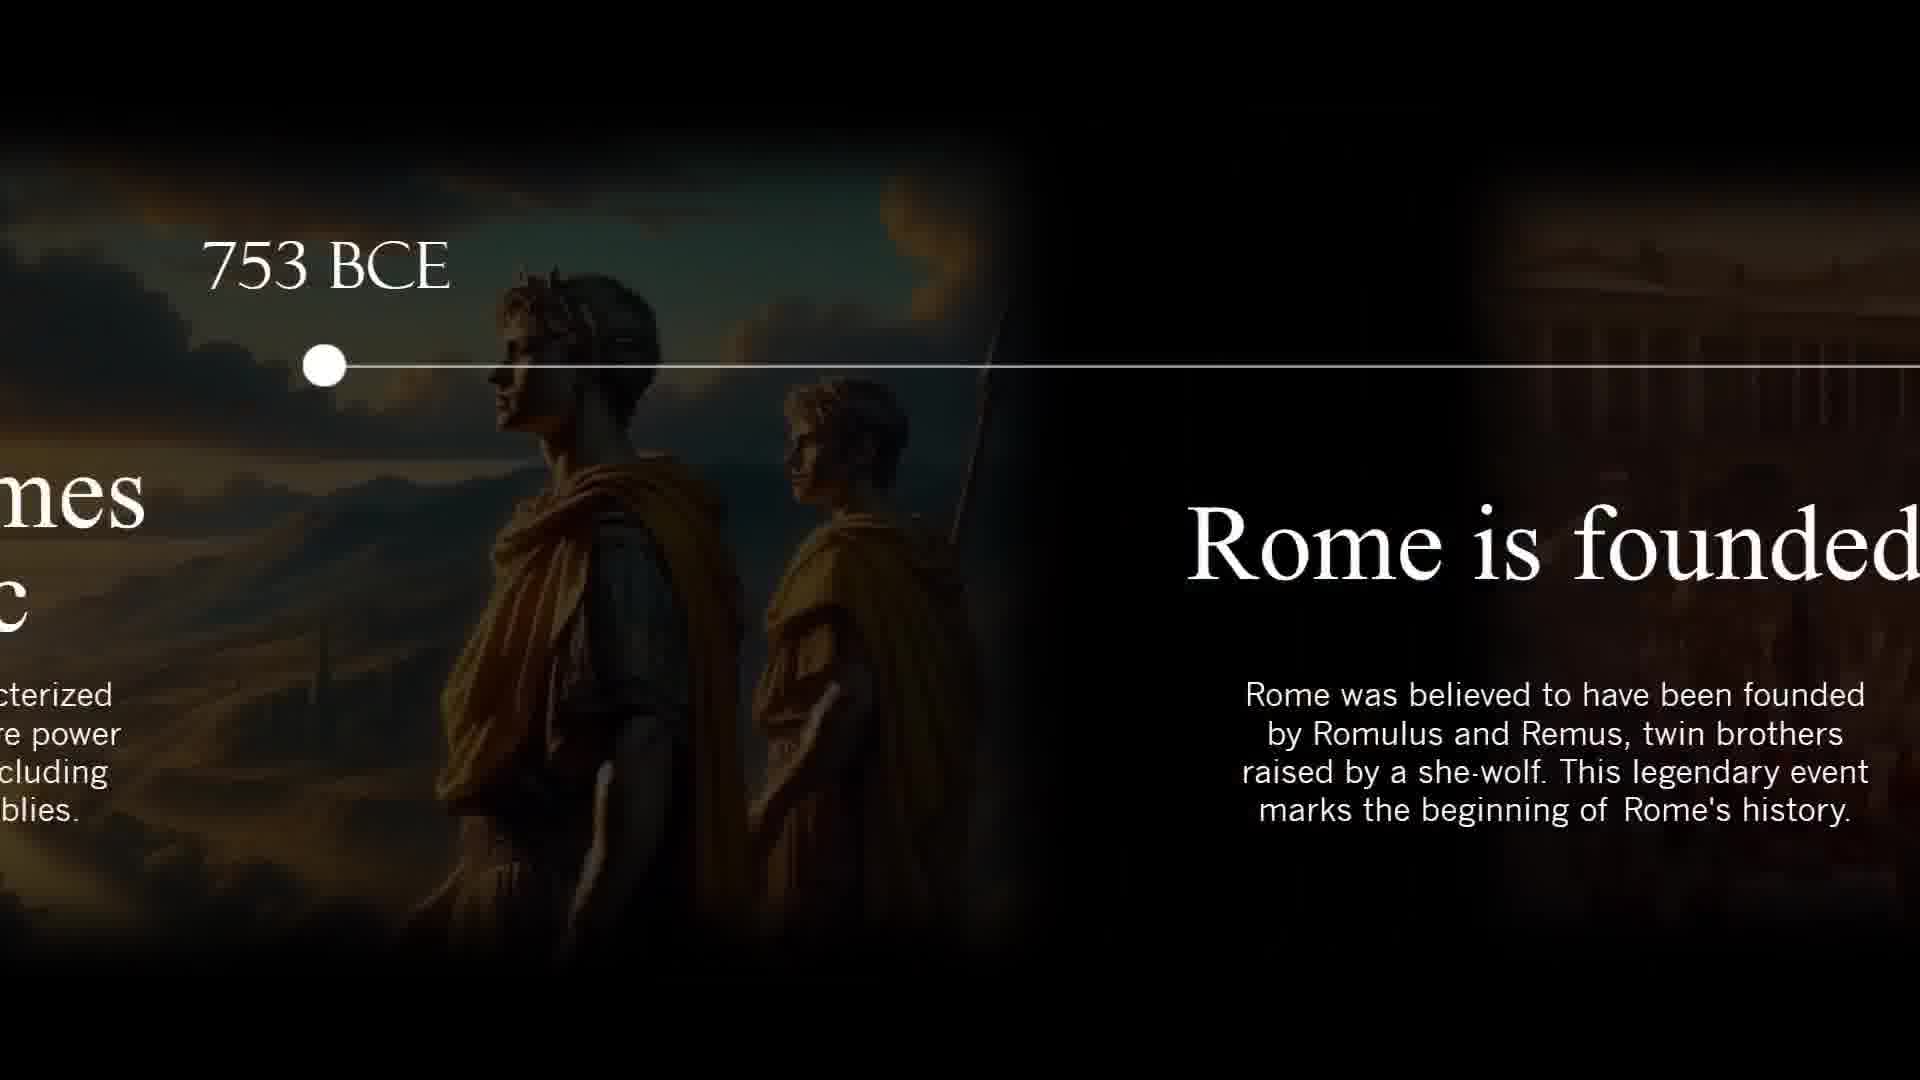 753 BCE
mes
c
cterized
re power
cluding
blies.
Rome is founded
Rome was believed to have been founded
by Romulus and Remus, twin brothers
raised by a she-wolf. This legendary event
marks the beginning of Rome's history.